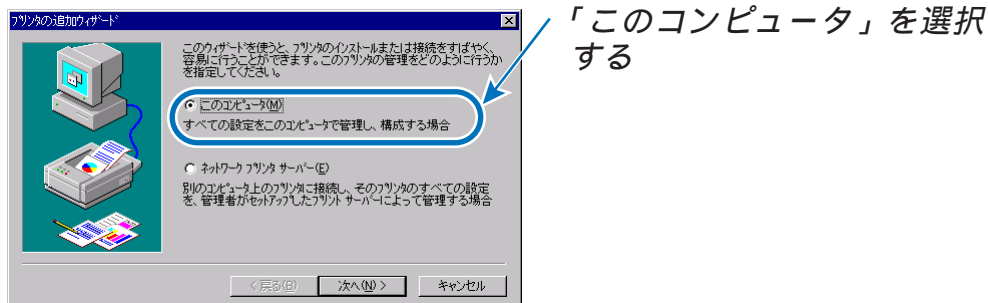 プリンタの追加ウィザード
このウィザードを使うと、プリンタのインストールまたは接続をすばやく、
容易に行うことができます。このプリンタの管理をどのように行うか
を指定してください。
このコンピュータ(M)
すべての設定をこのコンピュータで管理し、構成する場合
ネットワーク プリンタ サーバー(E)
別のコンピュータ上のプリンタに接続し、そのプリンタのすべての設定
を、管理者がセットアップしたプリント サーバーによって管理する場合
< 戻る(B)
次へ(N) >
キャンセル
「このコンピュータ」を選択
する